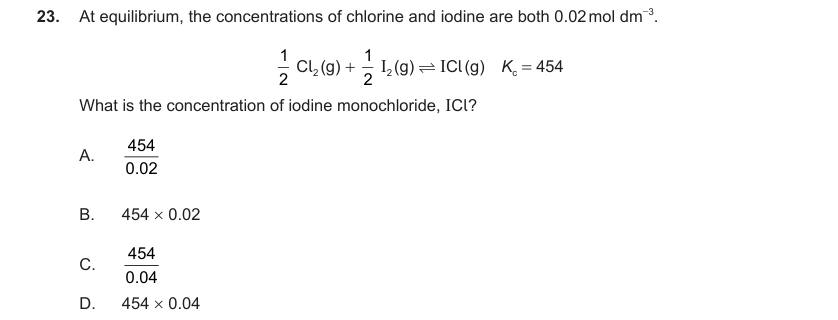 23. At equilibrium, the concentrations of chlorine and iodine are both 0.02 mol dm⁻³.
1/2 Cl₂ (g) + 1/2 I₂ (g) ⇌ ICl (g) K꜀ = 454
What is the concentration of iodine monochloride, ICl?
A. 454/0.02
B. 454 × 0.02
C. 454/0.04
D. 454 × 0.04